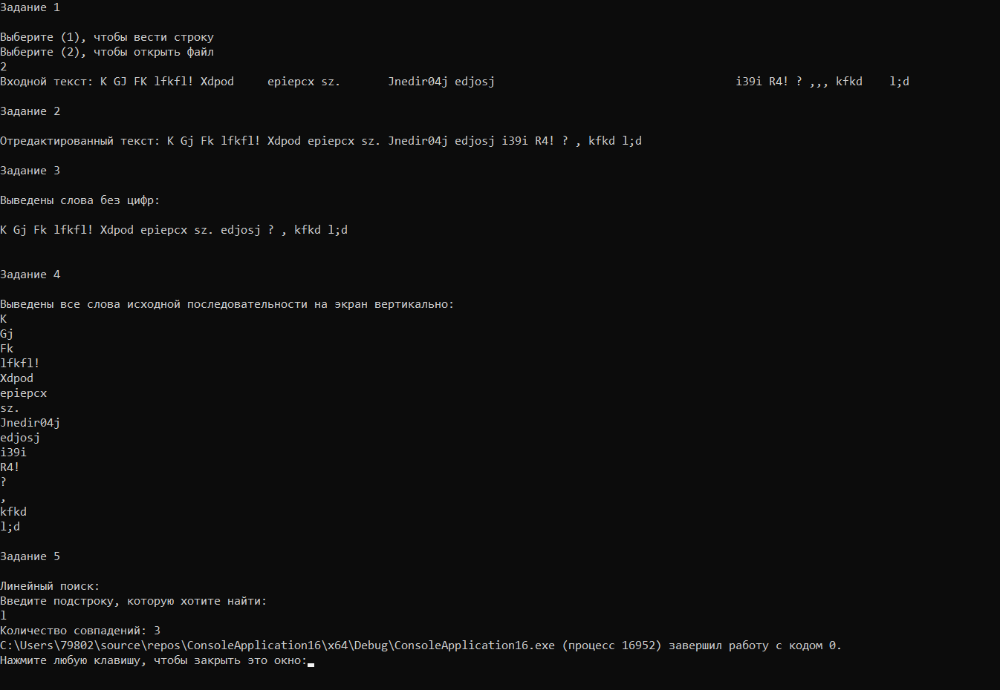 Задание 1
Выберите (1), чтобы вести строку
Выберите (2), чтобы открыть файл
2
Входной текст: K GJ FK lfkfl! Xdpod     epiepcx sz.       Jnedir04j edjosj                                    i39i R4! ? ,,, kfkd    l;d
Задание 2
Отредактированный текст: K Gj Fk lfkfl! Xdpod epiepcx sz. Jnedir04j edjosj i39i R4! ? , kfkd l;d
Задание 3
Выведены слова без цифр:
K Gj Fk lfkfl! Xdpod epiepcx sz. edjosj ? , kfkd l;d
Задание 4
Выведены все слова исходной последовательности на экран вертикально:
K
Gj
Fk
lfkfl!
Xdpod
epiepcx
sz.
Jnedir04j
edjosj
i39i
R4!
?
,
kfkd
l;d
Задание 5
Линейный поиск:
Введите подстроку, которую хотите найти:
l
Количество совпадений: 3
C:\Users\79802\source\repos\ConsoleApplication16\x64\Debug\ConsoleApplication16.exe (процесс 16952) завершил работу с кодом 0.
Нажмите любую клавишу, чтобы закрыть это окно: